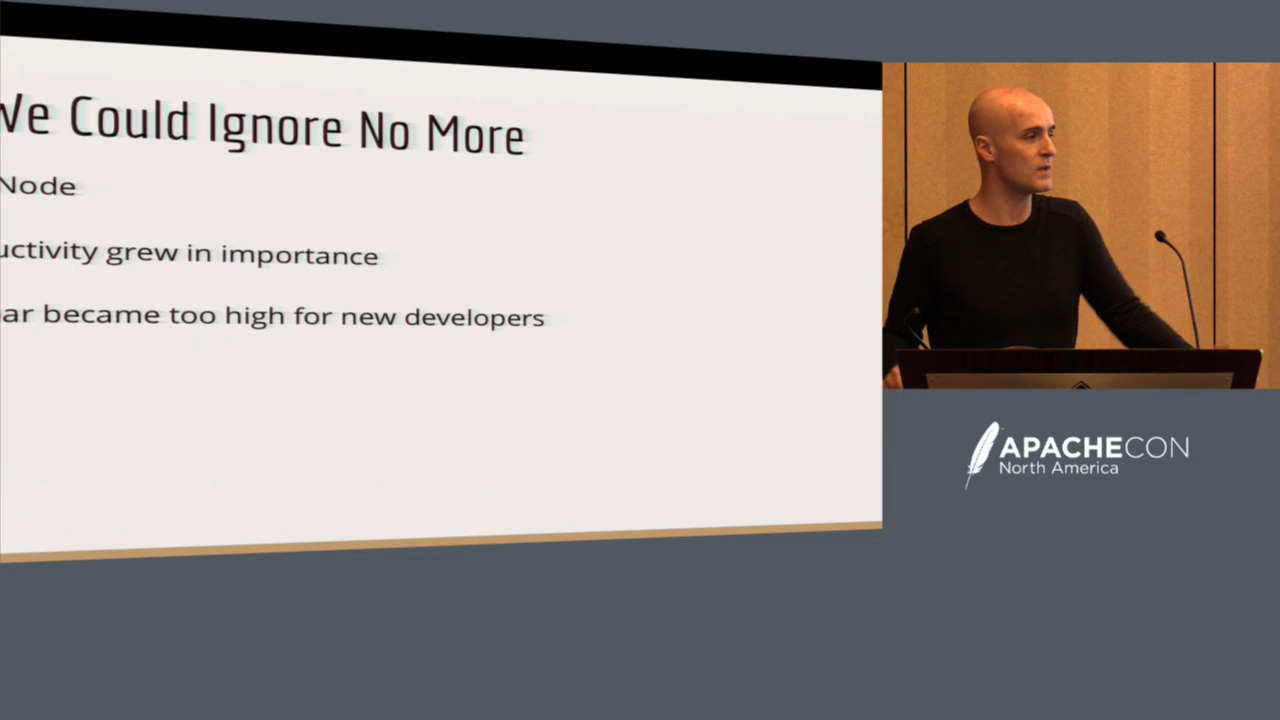 We Could Ignore No More
Node
uctivity grew in importance
ar became too high for new developers
APACHECON
North America